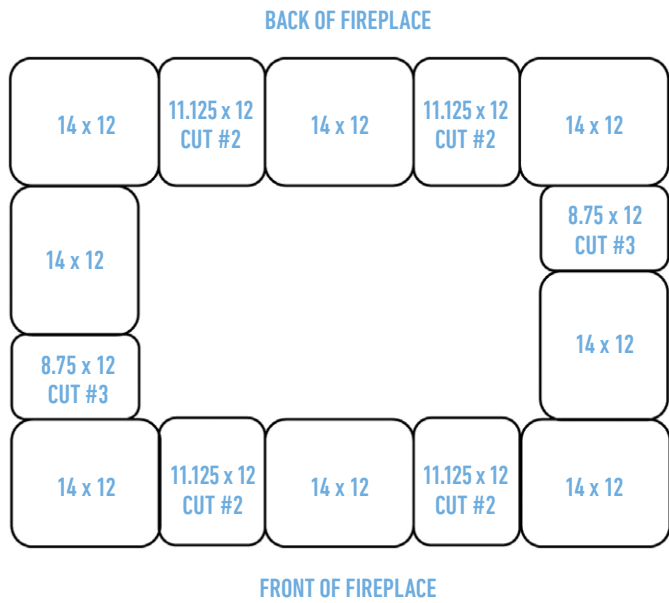 BACK OF FIREPLACE
14 x 12
11.125 x 12
CUT #2
14 x 12
11.125 x 12
CUT #2
14 x 12
14 x 12
8.75 x 12
CUT #3
8.75 x 12
CUT #3
14 x 12
14 x 12
11.125 x 12
CUT #2
14 x 12
11.125 x 12
CUT #2
14 x 12
FRONT OF FIREPLACE